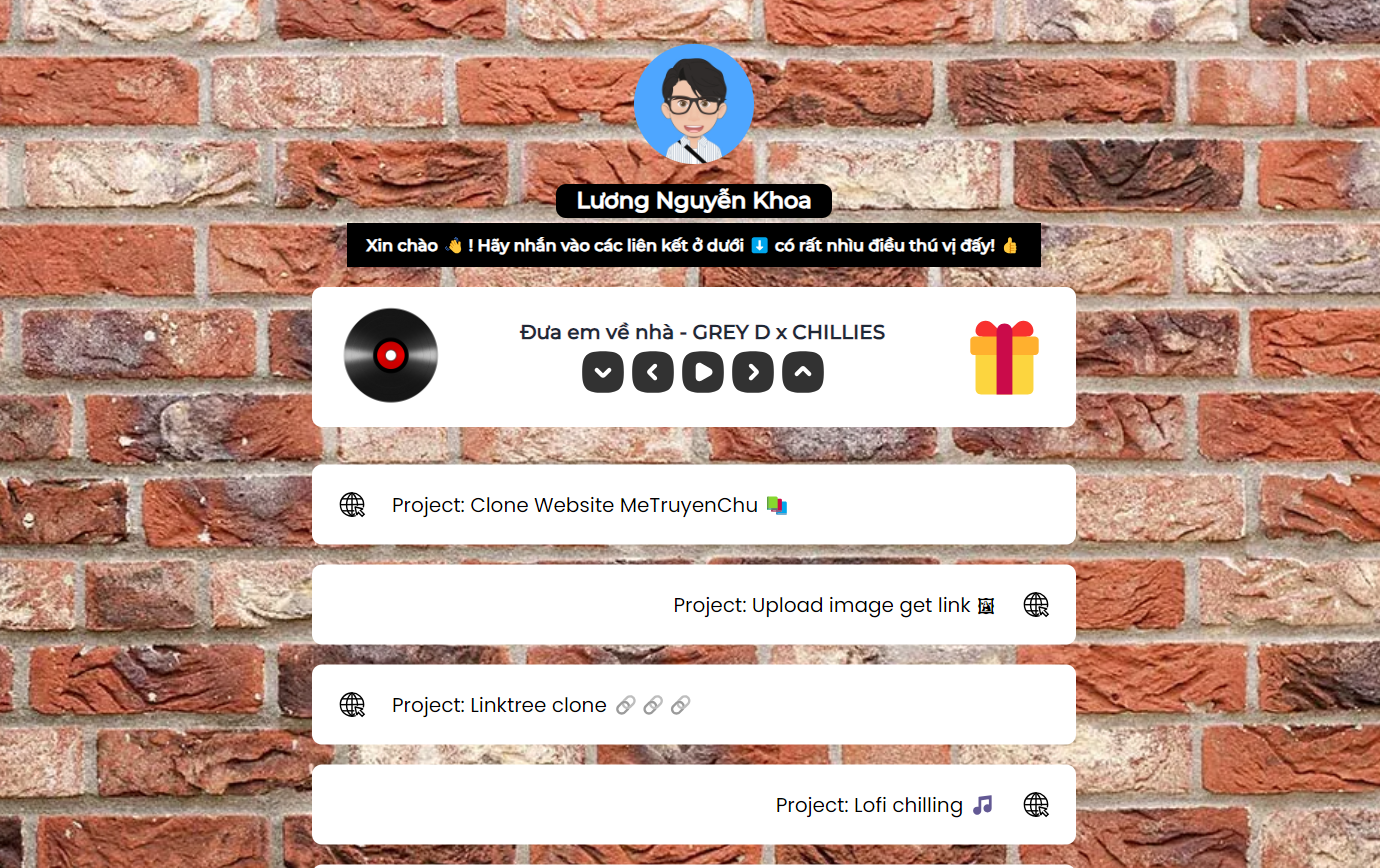 Lương Nguyễn Khoa
Xin chào 👋 ! Hãy nhắn vào các liên kết ở dưới ⬇️ có rất nhìu điều thú vị đấy! 👍
Đưa em về nhà - GREY D x CHILLIES
Project: Clone Website MeTruyenChu
Project: Upload image get link 🖼
Project: Linktree clone 🔗 🔗 🔗
Project: Lofi chilling 🎵